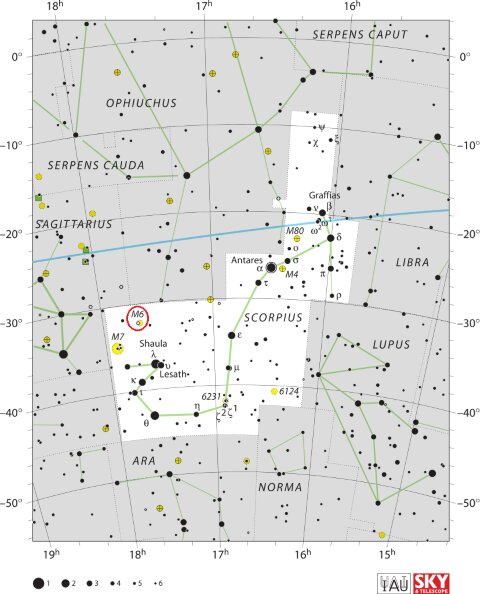 18h 17h 16h
SERPENS CAPUT
0° 0°
OPHIUCHUS
ψ
-10° ξ -10°
χ
SERPENS CAUDA
Graffias
ν β
SAGITTARIUS
ω¹
ω²
-20° M80 δ -20°
ο
Antares σ
α M4 π LIBRA
τ
ρ
-30° M6 SCORPIUS -30°
M7 ε
Shaula LUPUS
λ υ
Lesath μ
κ
ι 6231 6124
-40° η ζ2 ζ1 -40°
θ
ARA
NORMA
-50° -50°
19h 18h 17h 16h 15h
1 2 3 4 5 6
IAU SKY
& TELESCOPE